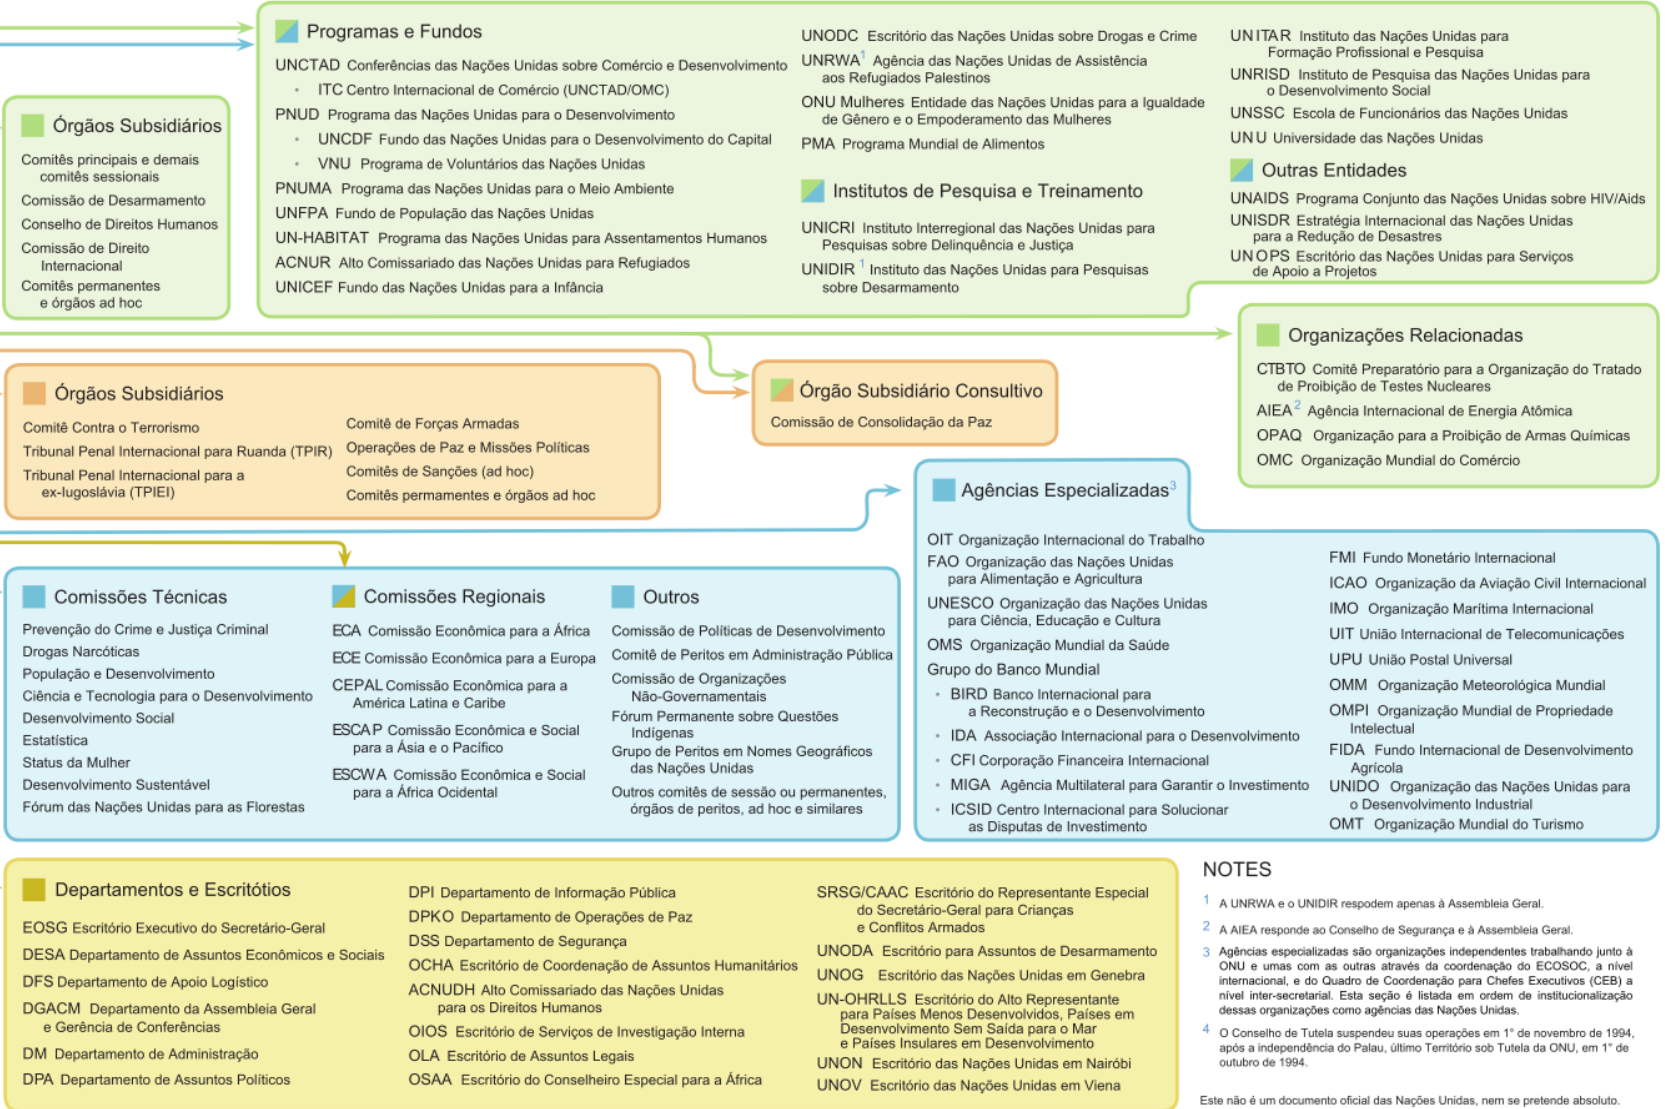 Programas e Fundos
UNCTAD Conferências das Nações Unidas sobre Comércio e Desenvolvimento
• ITC Centro Internacional de Comércio (UNCTAD/OMC)
PNUD Programa das Nações Unidas para o Desenvolvimento
• UNCDF Fundo das Nações Unidas para o Desenvolvimento do Capital
• VNU Programa de Voluntários das Nações Unidas
PNUMA Programa das Nações Unidas para o Meio Ambiente
UNFPA Fundo de População das Nações Unidas
UN-HABITAT Programa das Nações Unidas para Assentamentos Humanos
ACNUR Alto Comissariado das Nações Unidas para Refugiados
UNICEF Fundo das Nações Unidas para a Infância
UNODC Escritório das Nações Unidas sobre Drogas e Crime
UNRWA¹ Agência das Nações Unidas de Assistência
aos Refugiados Palestinos
ONU Mulheres Entidade das Nações Unidas para a Igualdade
de Gênero e o Empoderamento das Mulheres
PMA Programa Mundial de Alimentos
Institutos de Pesquisa e Treinamento
UNICRI Instituto Interregional das Nações Unidas para
Pesquisas sobre Delinquência e Justiça
UNIDIR ¹ Instituto das Nações Unidas para Pesquisas
sobre Desarmamento
UNITAR Instituto das Nações Unidas para
Formação Profissional e Pesquisa
UNRISD Instituto de Pesquisa das Nações Unidas para
o Desenvolvimento Social
UNSSC Escola de Funcionários das Nações Unidas
UNU Universidade das Nações Unidas
Outras Entidades
UNAIDS Programa Conjunto das Nações Unidas sobre HIV/Aids
UNISDR Estratégia Internacional das Nações Unidas
para a Redução de Desastres
UNOPS Escritório das Nações Unidas para Serviços
de Apoio a Projetos
Órgãos Subsidiários
Comitês principais e demais
comitês sessionais
Comissão de Desarmamento
Conselho de Direitos Humanos
Comissão de Direito
Internacional
Comitês permanentes
e órgãos ad hoc
Organizações Relacionadas
CTBTO Comitê Preparatório para a Organização do Tratado
de Proibição de Testes Nucleares
AIEA² Agência Internacional de Energia Atômica
OPAQ Organização para a Proibição de Armas Químicas
OMC Organização Mundial do Comércio
Órgãos Subsidiários
Comitê Contra o Terrorismo
Tribunal Penal Internacional para Ruanda (TPIR)
Tribunal Penal Internacional para a
ex-Iugoslávia (TPIEI)
Comitê de Forças Armadas
Operações de Paz e Missões Políticas
Comitês de Sanções (ad hoc)
Comitês permamentes e órgãos ad hoc
Órgão Subsidiário Consultivo
Comissão de Consolidação da Paz
Agências Especializadas³
OIT Organização Internacional do Trabalho
FAO Organização das Nações Unidas
para Alimentação e Agricultura
UNESCO Organização das Nações Unidas
para Ciência, Educação e Cultura
OMS Organização Mundial da Saúde
Grupo do Banco Mundial
• BIRD Banco Internacional para
a Reconstrução e o Desenvolvimento
• IDA Associação Internacional para o Desenvolvimento
• CFI Corporação Financeira Internacional
• MIGA Agência Multilateral para Garantir o Investimento
• ICSID Centro Internacional para Solucionar
as Disputas de Investimento
FMI Fundo Monetário Internacional
ICAO Organização da Aviação Civil Internacional
IMO Organização Marítima Internacional
UIT União Internacional de Telecomunicações
UPU União Postal Universal
OMM Organização Meteorológica Mundial
OMPI Organização Mundial de Propriedade
Intelectual
FIDA Fundo Internacional de Desenvolvimento
Agrícola
UNIDO Organização das Nações Unidas para
o Desenvolvimento Industrial
OMT Organização Mundial do Turismo
Comissões Técnicas
Prevenção do Crime e Justiça Criminal
Drogas Narcóticas
População e Desenvolvimento
Ciência e Tecnologia para o Desenvolvimento
Desenvolvimento Social
Estatística
Status da Mulher
Desenvolvimento Sustentável
Fórum das Nações Unidas para as Florestas
Comissões Regionais
ECA Comissão Econômica para a África
ECE Comissão Econômica para a Europa
CEPAL Comissão Econômica para a
América Latina e Caribe
ESCAP Comissão Econômica e Social
para a Ásia e o Pacífico
ESCWA Comissão Econômica e Social
para a África Ocidental
Outros
Comissão de Políticas de Desenvolvimento
Comitê de Peritos em Administração Pública
Comissão de Organizações
Não-Governamentais
Fórum Permanente sobre Questões
Indígenas
Grupo de Peritos em Nomes Geográficos
das Nações Unidas
Outros comitês de sessão ou permanentes,
órgãos de peritos, ad hoc e similares
Departamentos e Escritótios
EOSG Escritório Executivo do Secretário-Geral
DESA Departamento de Assuntos Econômicos e Sociais
DFS Departamento de Apoio Logístico
DGACM Departamento da Assembleia Geral
e Gerência de Conferências
DM Departamento de Administração
DPA Departamento de Assuntos Políticos
DPI Departamento de Informação Pública
DPKO Departamento de Operações de Paz
DSS Departamento de Segurança
OCHA Escritório de Coordenação de Assuntos Humanitários
ACNUDH Alto Comissariado das Nações Unidas
para os Direitos Humanos
OIOS Escritório de Serviços de Investigação Interna
OLA Escritório de Assuntos Legais
OSAA Escritório do Conselheiro Especial para a África
SRSG/CAAC Escritório do Representante Especial
do Secretário-Geral para Crianças
e Conflitos Armados
UNODA Escritório para Assuntos de Desarmamento
UNOG Escritório das Nações Unidas em Genebra
UN-OHRLLS Escritório do Alto Representante
para Países Menos Desenvolvidos, Países em
Desenvolvimento Sem Saída para o Mar
e Países Insulares em Desenvolvimento
UNON Escritório das Nações Unidas em Nairóbi
UNOV Escritório das Nações Unidas em Viena
NOTES
1 A UNRWA e o UNIDIR respodem apenas à Assembleia Geral.
2 A AIEA responde ao Conselho de Segurança e à Assembleia Geral.
3 Agências especializadas são organizações independentes trabalhando junto à
ONU e umas com as outras através da coordenação do ECOSOC, a nível
internacional, e do Quadro de Coordenação para Chefes Executivos (CEB) a
nível inter-secretarial. Esta seção é listada em ordem de institucionalização
dessas organizações como agências das Nações Unidas.
4 O Conselho de Tutela suspendeu suas operações em 1° de novembro de 1994,
após a independência do Palau, último Território sob Tutela da ONU, em 1° de
outubro de 1994.
Este não é um documento oficial das Nações Unidas, nem se pretende absoluto.